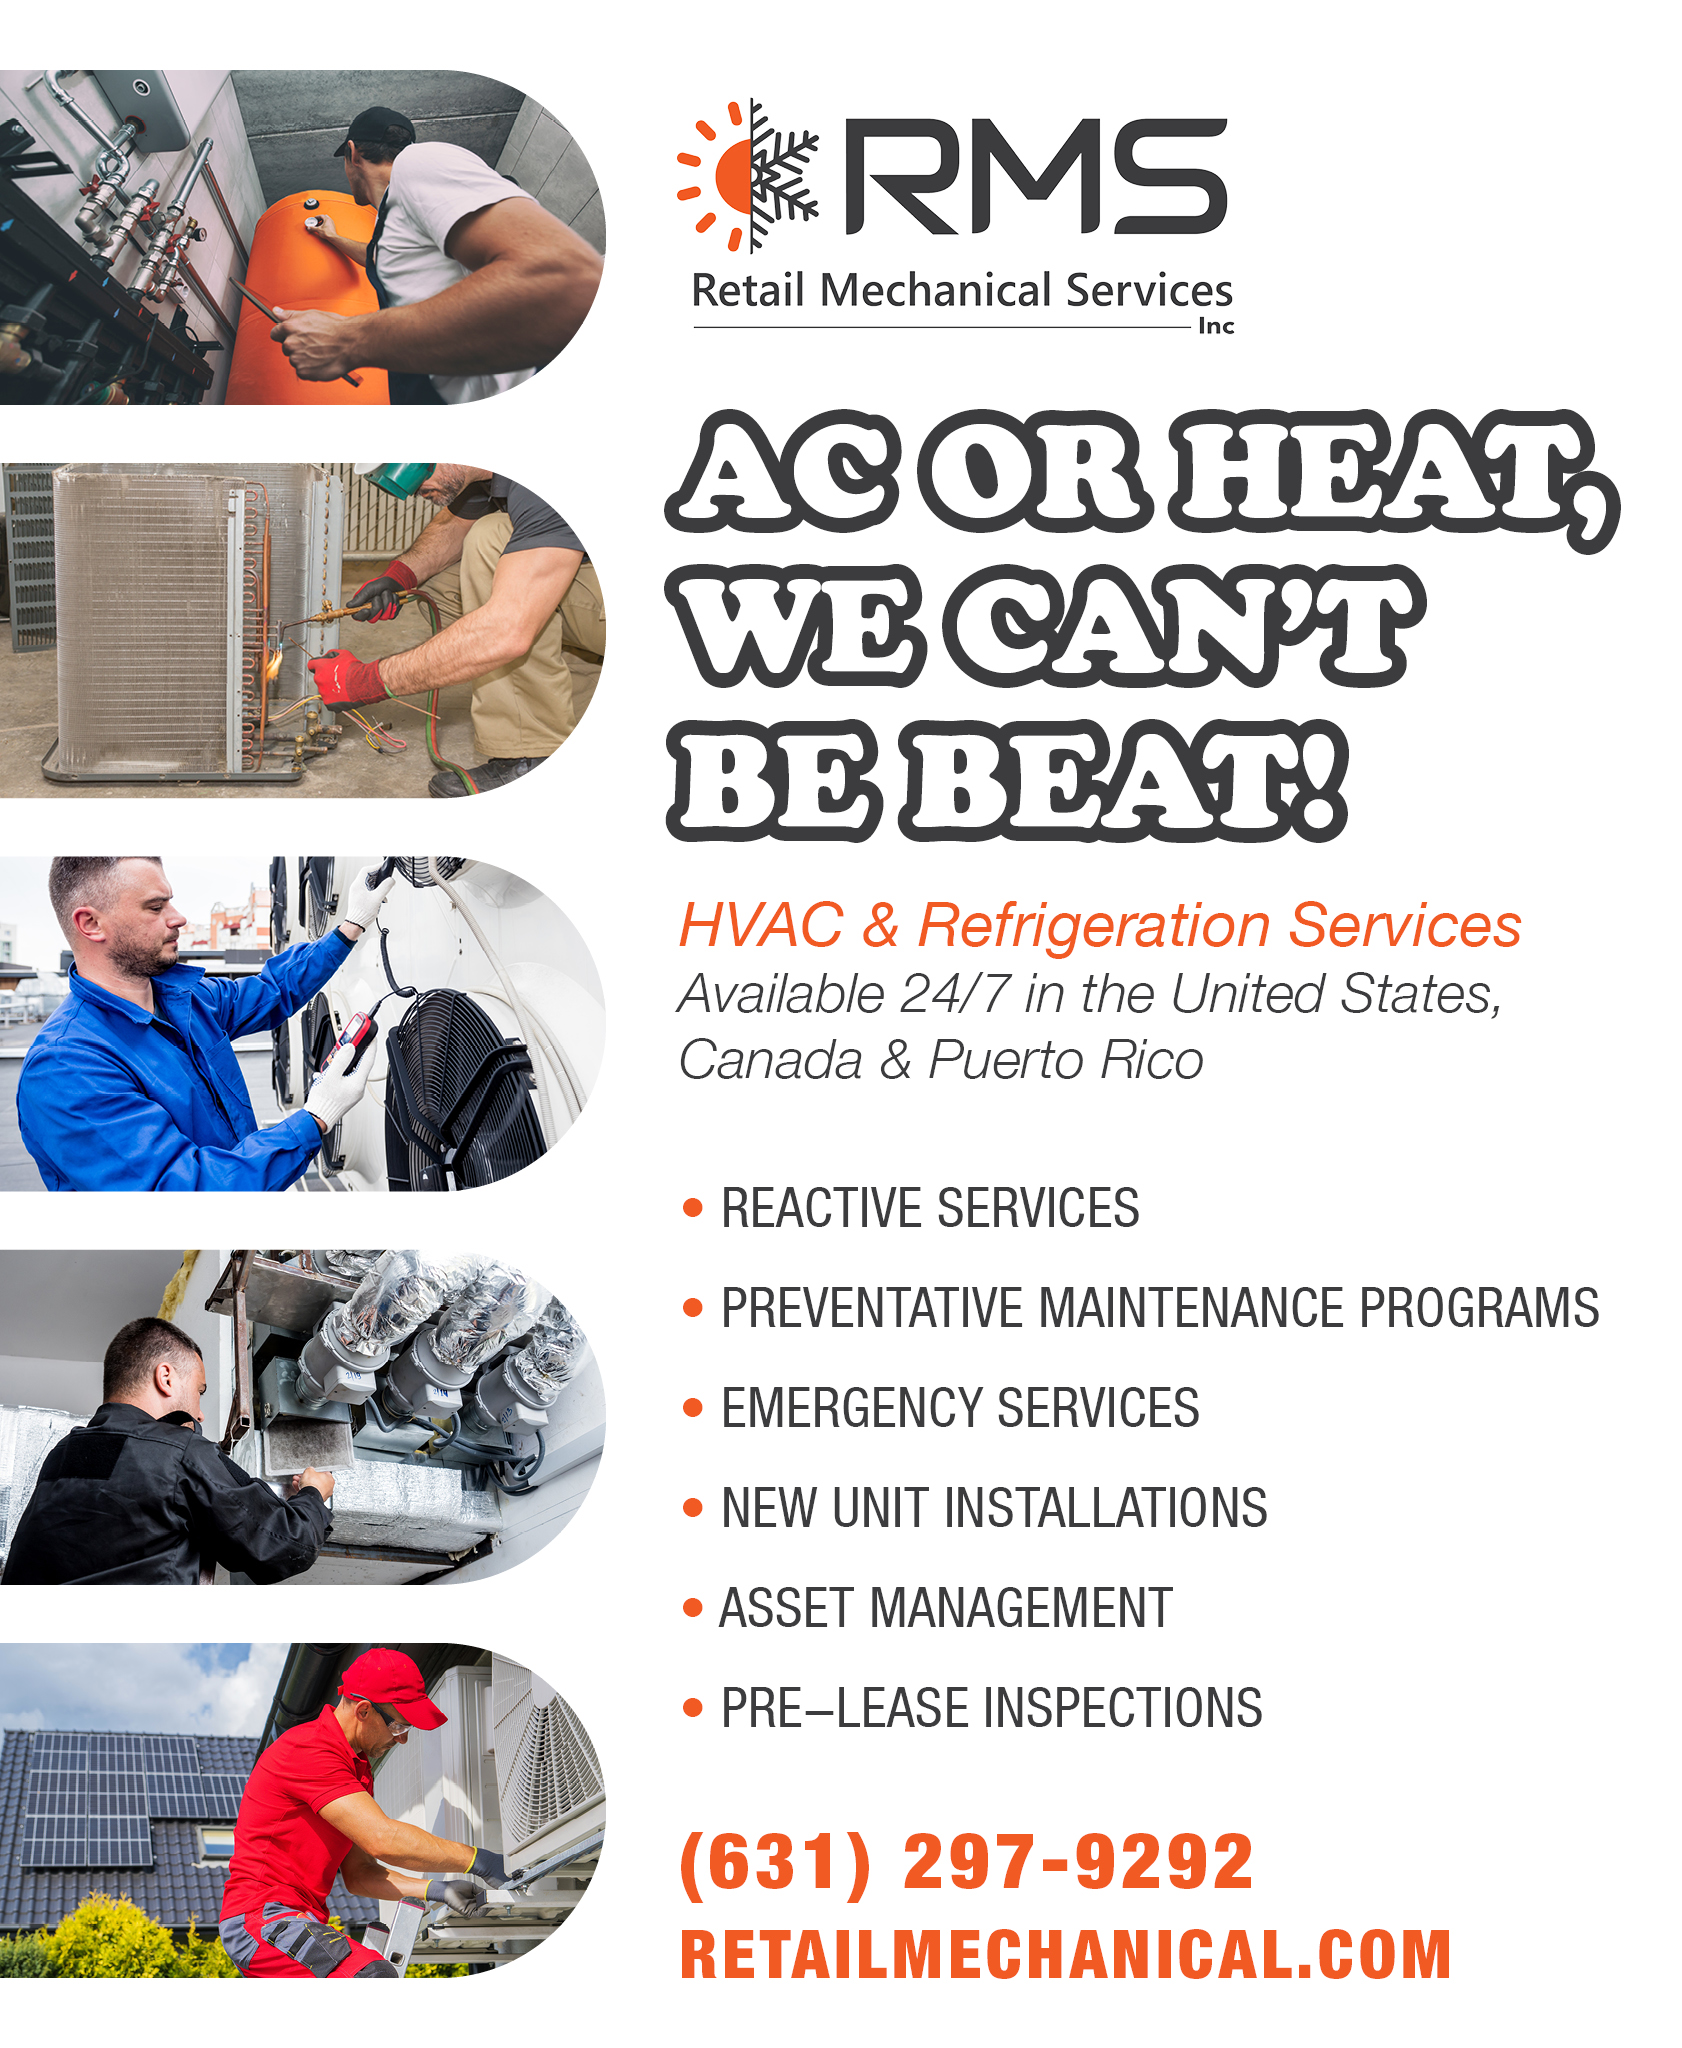 RMS
Retail Mechanical Services
Inc
AC OR HEAT,
WE CAN'T
BE BEAT!
HVAC & Refrigeration Services
Available 24/7 in the United States,
Canada & Puerto Rico
• REACTIVE SERVICES
• PREVENTATIVE MAINTENANCE PROGRAMS
• EMERGENCY SERVICES
• NEW UNIT INSTALLATIONS
• ASSET MANAGEMENT
• PRE–LEASE INSPECTIONS
(631) 297-9292
RETAILMECHANICAL.COM